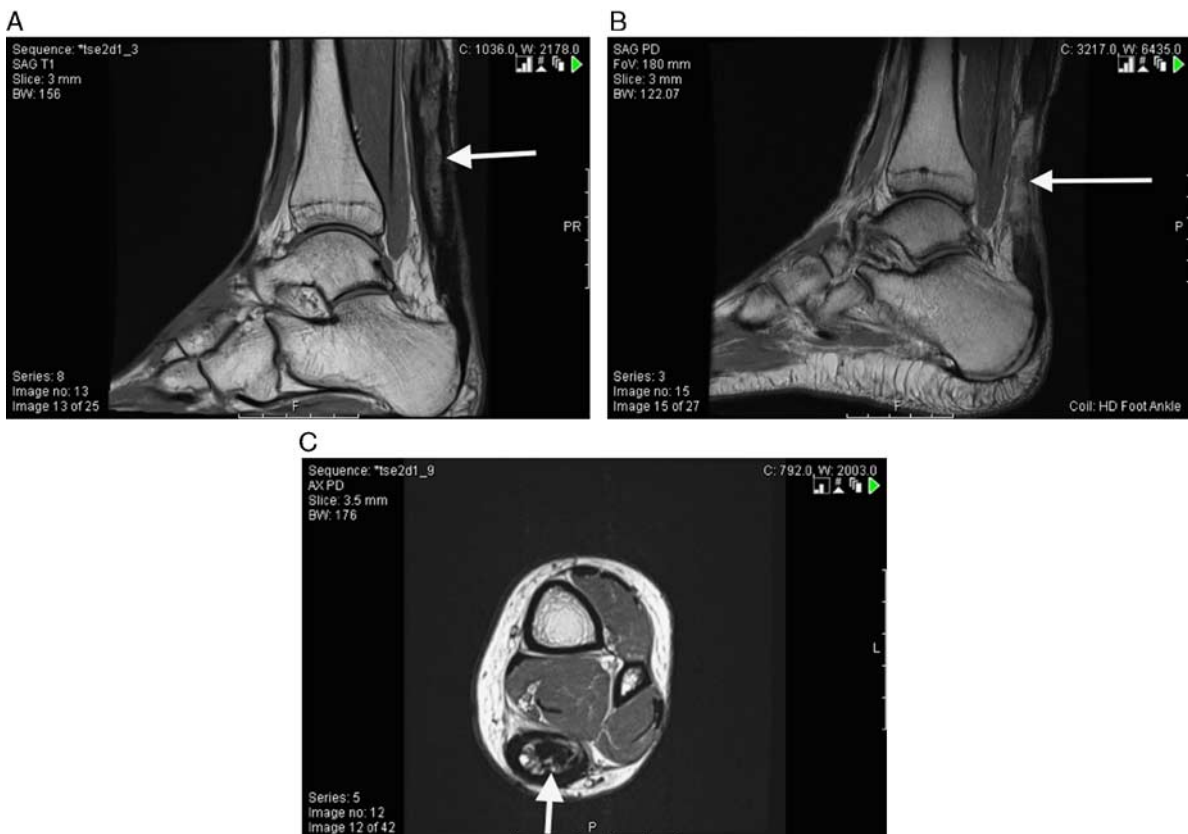 A
Sequence: *tse2d1_3
SAG T1
Slice: 3 mm
BW: 156
C: 1036.0, W: 2178.0
PR
Series: 8
Image no: 13
Image 13 of 25
F
B
SAG PD
FoV: 180 mm
Slice: 3 mm
BW: 122.07
C: 3217.0, W: 6435.0
P
Series: 3
Image no: 15
Image 15 of 27
F
Coil: HD Foot Ankle
C
Sequence: *tse2d1_9
AX PD
Slice: 3.5 mm
BW: 176
C: 792.0, W: 2003.0
L
Series: 5
Image no: 12
Image 12 of 42
P